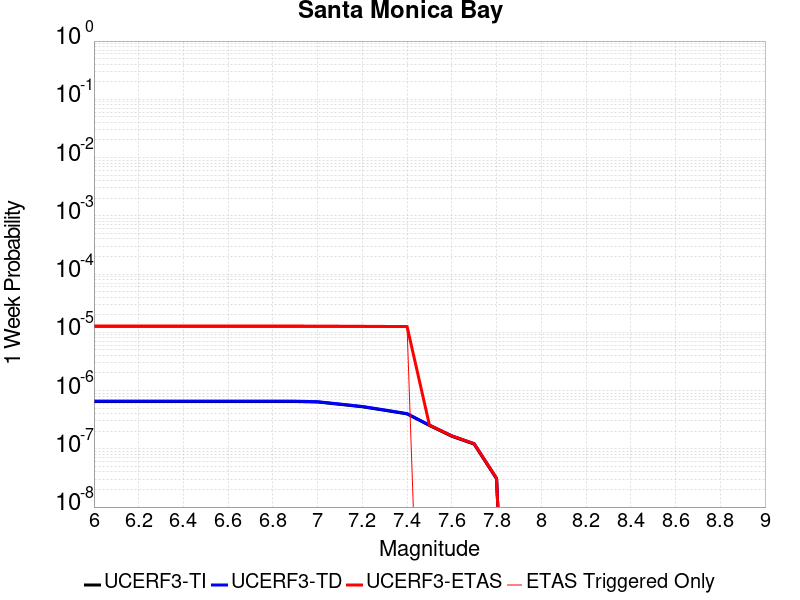 Santa Monica Bay
10^0
10^-1
10^-2
10^-3
10^-4
10^-5
10^-6
10^-7
10^-8
1 Week Probability
6 6.2 6.4 6.6 6.8 7 7.2 7.4 7.6 7.8 8 8.2 8.4 8.6 8.8 9
Magnitude
UCERF3-TI UCERF3-TD UCERF3-ETAS ETAS Triggered Only